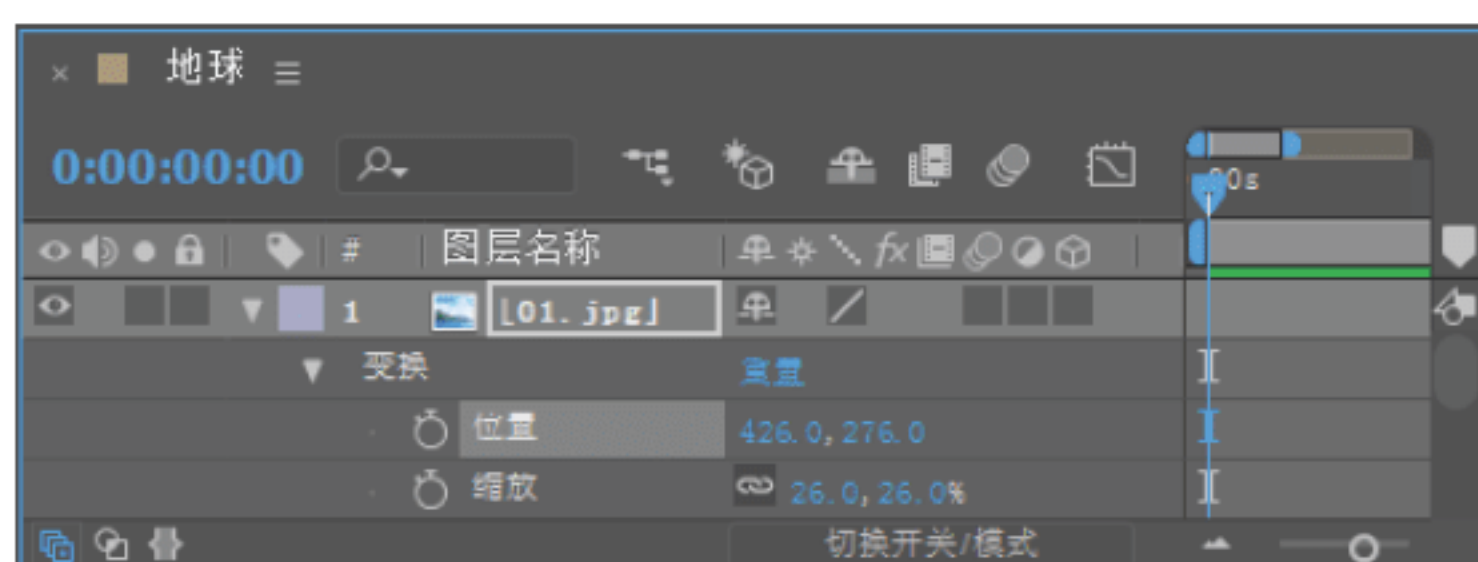 地球
0:00:00:00
00s
# 图层名称
1 [01.jpg]
变换 重置
位置 426.0,276.0
缩放 26.0,26.0%
切换开关/模式